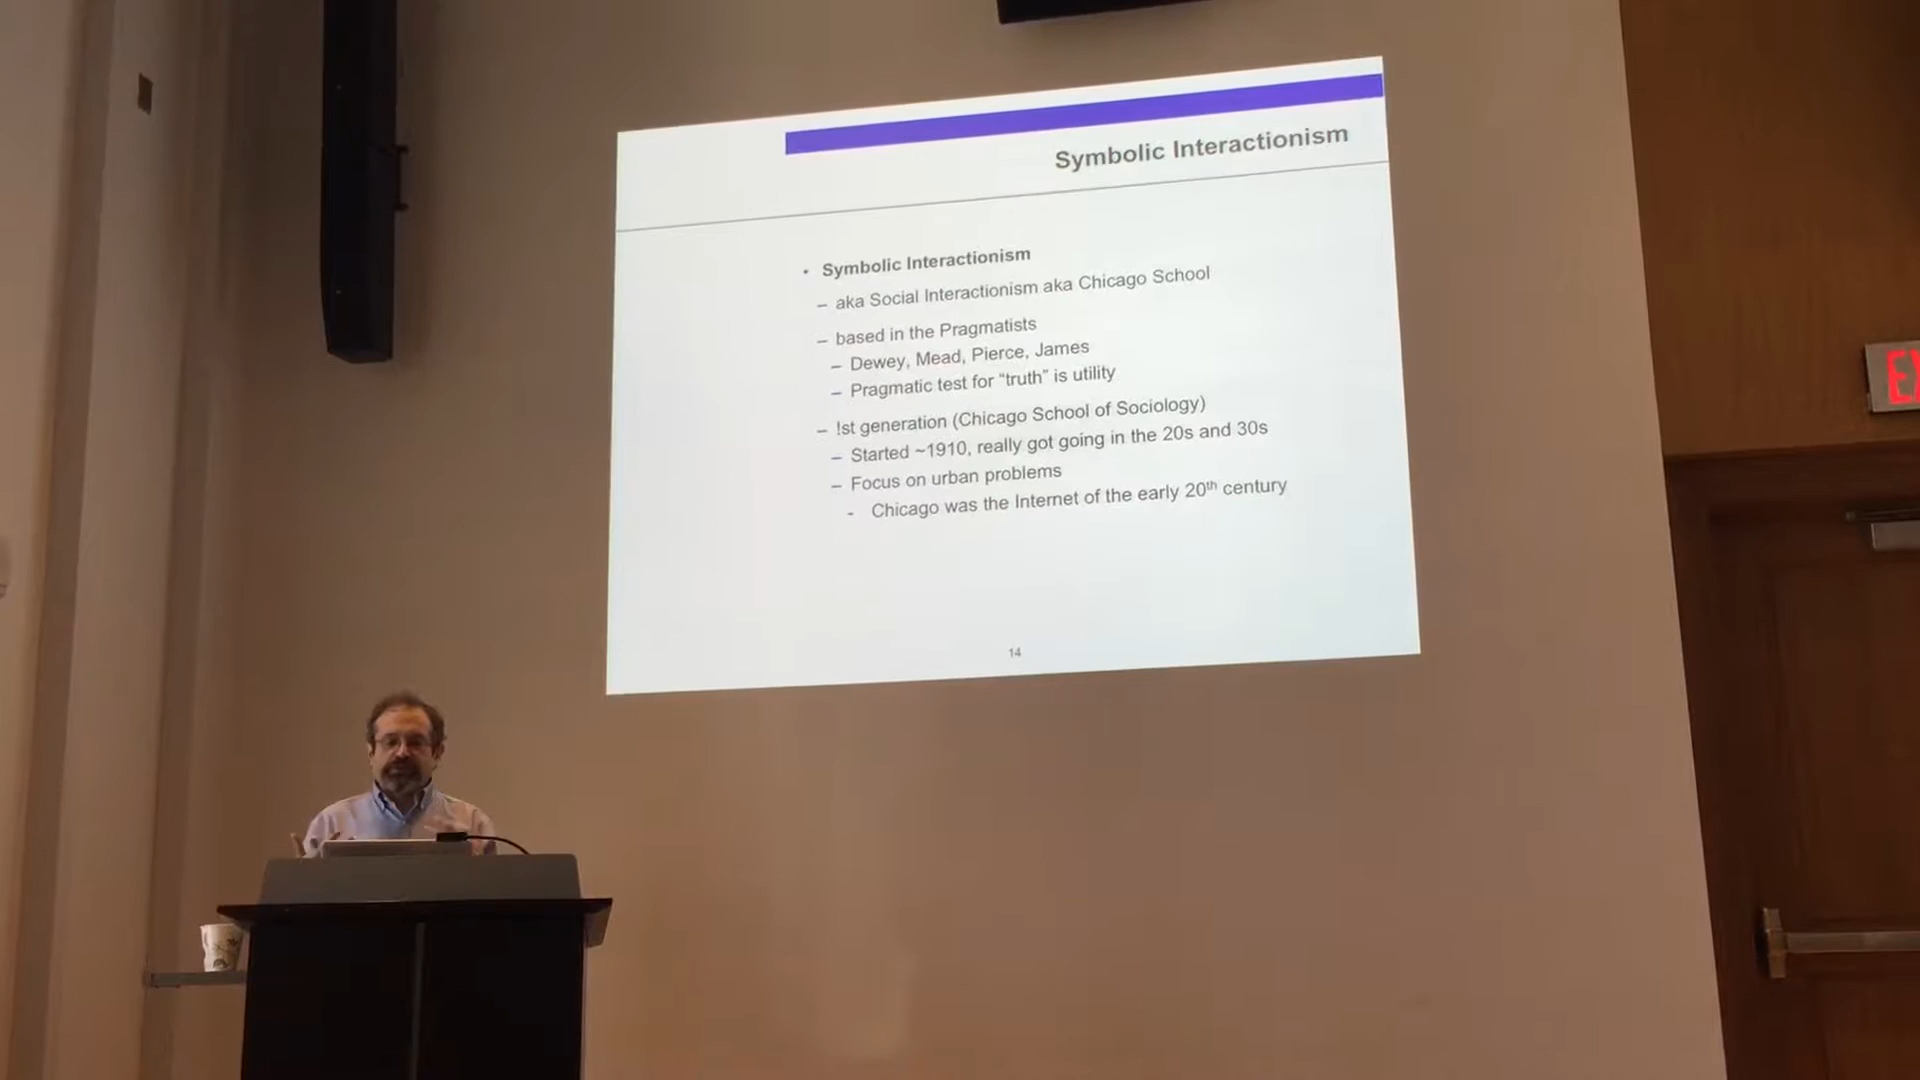 Symbolic Interactionism
• Symbolic Interactionism
– aka Social Interactionism aka Chicago School
– based in the Pragmatists
– Dewey, Mead, Pierce, James
– Pragmatic test for “truth” is utility
– !st generation (Chicago School of Sociology)
– Started ~1910, really got going in the 20s and 30s
– Focus on urban problems
- Chicago was the Internet of the early 20th century
14